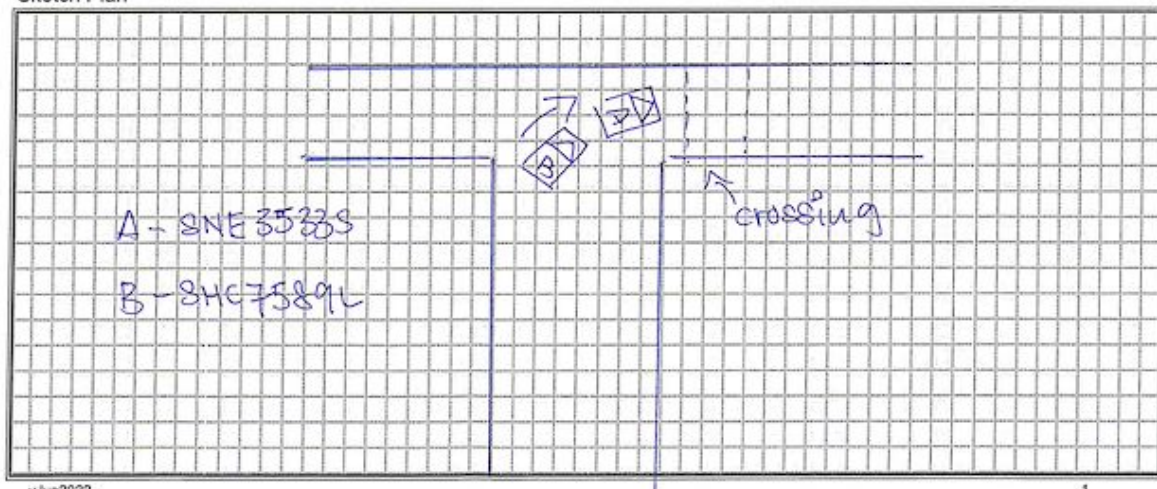 Sketch Plan
A
B
crossing
A - SNE3533S
B - SHC7589L